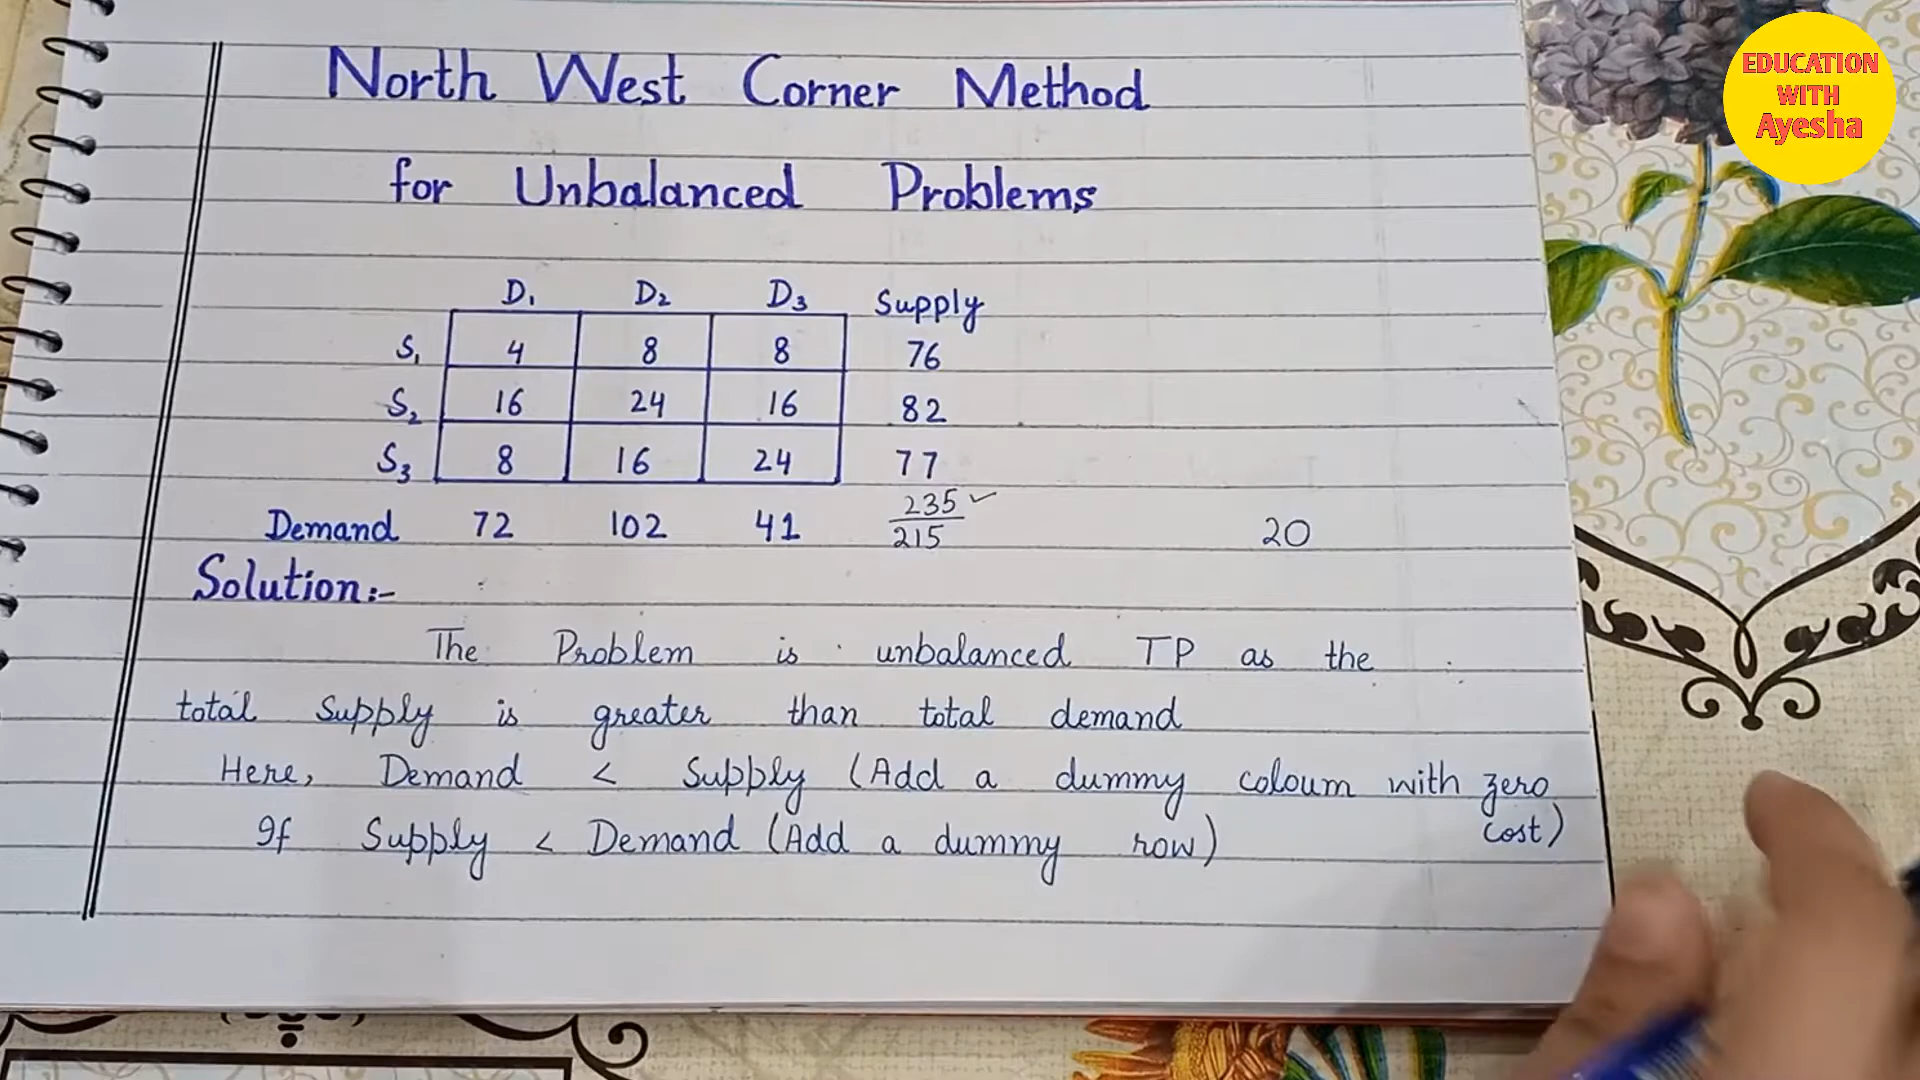 North West Corner Method
for Unbalanced Problems
D₁ D₂ D₃ Supply
S₁ 4 8 8 76
S₂ 16 24 16 82
S₃ 8 16 24 77
235 ✓
Demand 72 102 41 215 20
Solution:-
The Problem is unbalanced TP as the
total Supply is greater than total demand
Here, Demand < Supply (Add a dummy coloum with zero
cost)
If Supply < Demand (Add a dummy row)
EDUCATION
WITH
Ayesha